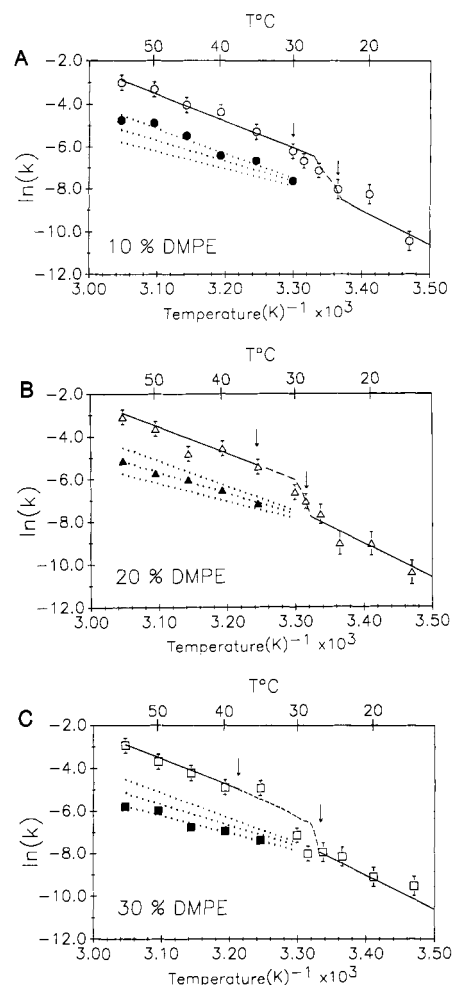 A
T°C
50 40 30 20
-2.0
-4.0
-6.0
-8.0
-10.0
-12.0
ln(k)
10 % DMPE
3.00 3.10 3.20 3.30 3.40 3.50
Temperature(K)⁻¹ ×10³
B
T°C
50 40 30 20
-2.0
-4.0
-6.0
-8.0
-10.0
-12.0
ln(k)
20 % DMPE
3.00 3.10 3.20 3.30 3.40 3.50
Temperature(K)⁻¹ ×10³
C
T°C
50 40 30 20
-2.0
-4.0
-6.0
-8.0
-10.0
-12.0
ln(k)
30 % DMPE
3.00 3.10 3.20 3.30 3.40 3.50
Temperature(K)⁻¹ ×10³